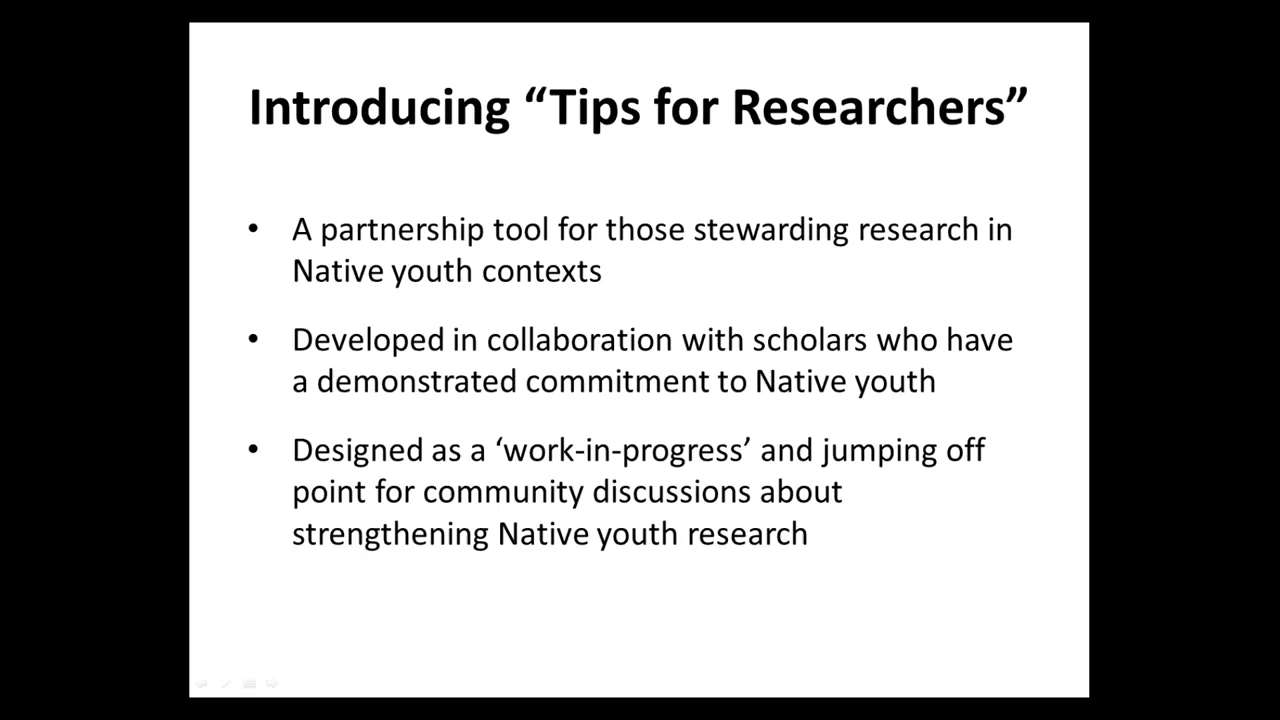 Introducing “Tips for Researchers”
• A partnership tool for those stewarding research in
Native youth contexts
• Developed in collaboration with scholars who have
a demonstrated commitment to Native youth
• Designed as a ‘work-in-progress’ and jumping off
point for community discussions about
strengthening Native youth research